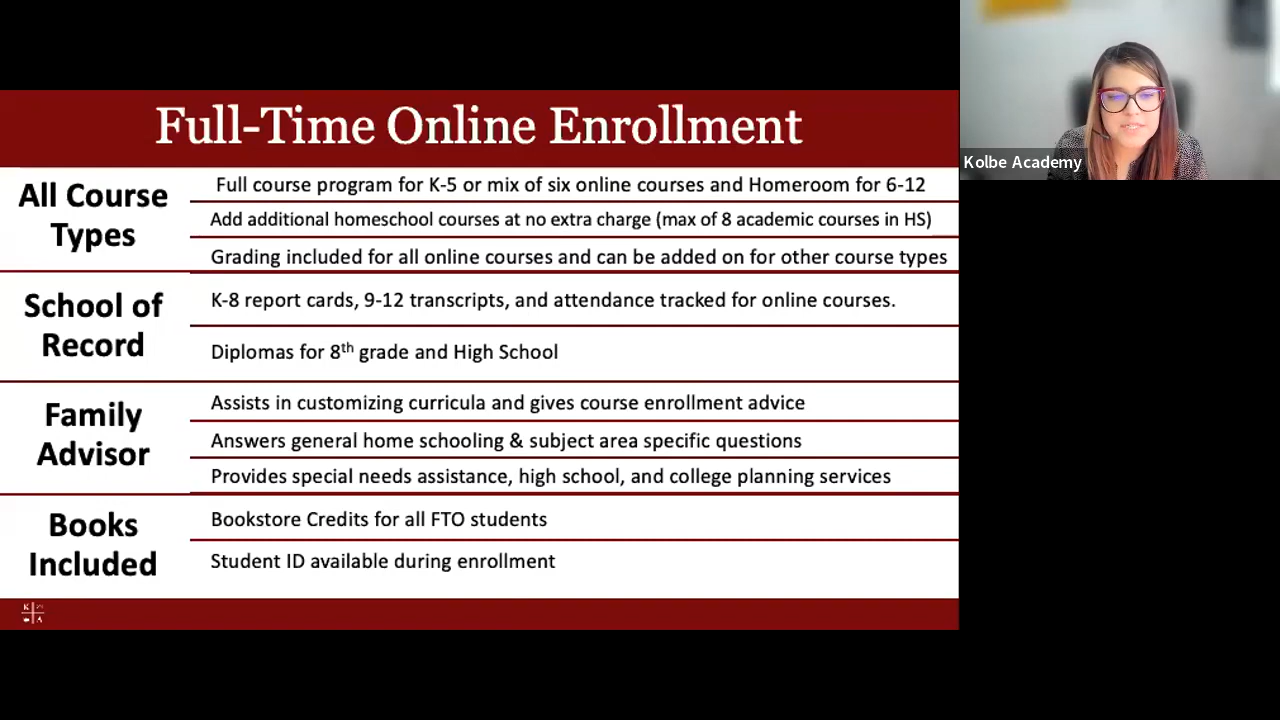 Full-Time Online Enrollment
All Course
Types
Full course program for K-5 or mix of six online courses and Homeroom for 6-12
Add additional homeschool courses at no extra charge (max of 8 academic courses in HS)
Grading included for all online courses and can be added on for other course types
School of
Record
K-8 report cards, 9-12 transcripts, and attendance tracked for online courses.
Diplomas for 8th grade and High School
Family
Advisor
Assists in customizing curricula and gives course enrollment advice
Answers general home schooling & subject area specific questions
Provides special needs assistance, high school, and college planning services
Books
Included
Bookstore Credits for all FTO students
Student ID available during enrollment
K
A
Kolbe Academy